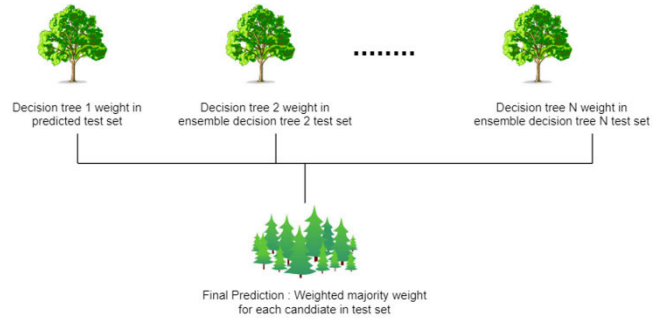 Decision tree 1 weight in
predicted test set
Decision tree 2 weight in
ensemble decision tree 2 test set
Decision tree N weight in
ensemble decision tree N test set
Final Prediction : Weighted majority weight
for each canddiate in test set